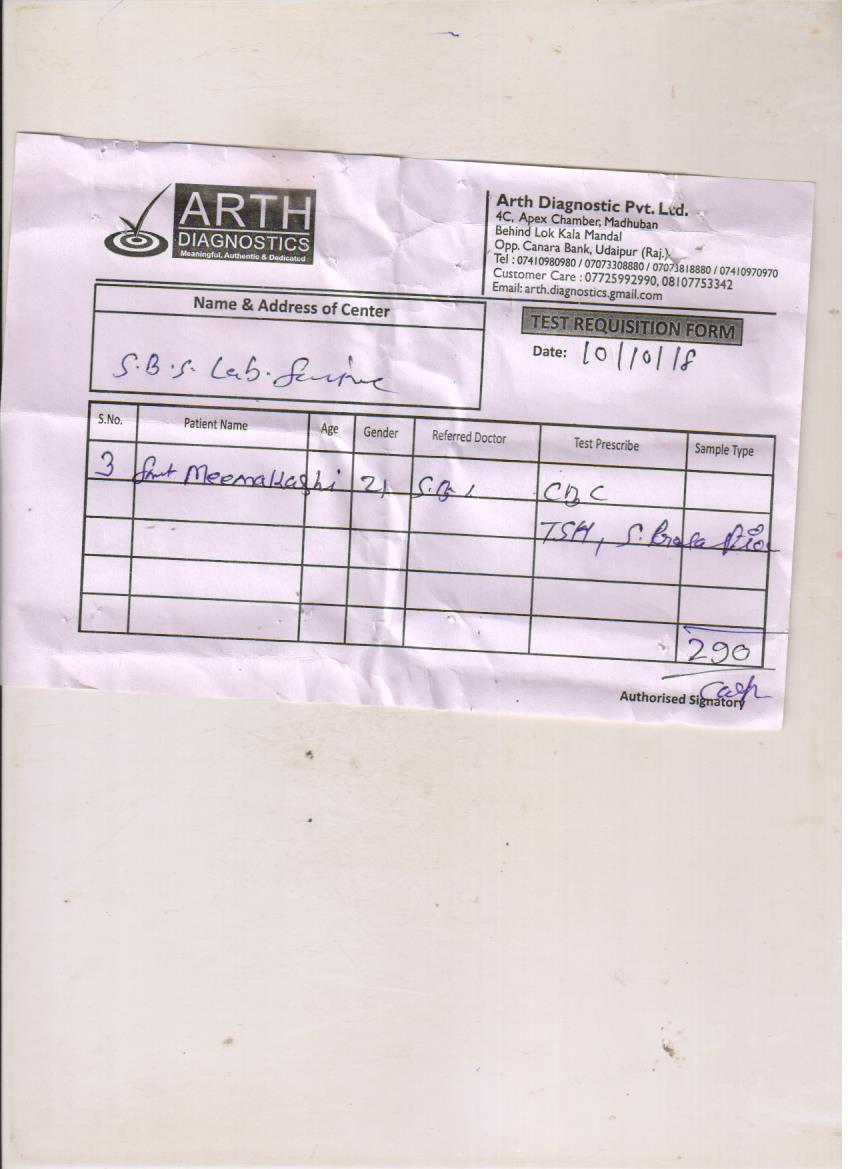 ARTH
DIAGNOSTICS
Meaningful, Authentic & Dedicated
Arth Diagnostic Pvt. Ltd.
4C, Apex Chamber, Madhuban
Behind Lok Kala Mandal
Opp. Canara Bank, Udaipur (Raj.)
Tel : 07410980980 / 07073308880 / 07073818880 / 07410970970
Customer Care : 07725992990, 08107753342
Email: arth.diagnostics.gmail.com
Name & Address of Center
S.B.S. Lab.
TEST REQUISITION FORM
Date: 10/10/18
S.No. Patient Name Age Gender Referred Doctor Test Prescribe Sample Type
3 Smt 21 CBC
TSH, S.
290
Cash
Authorised Signatory